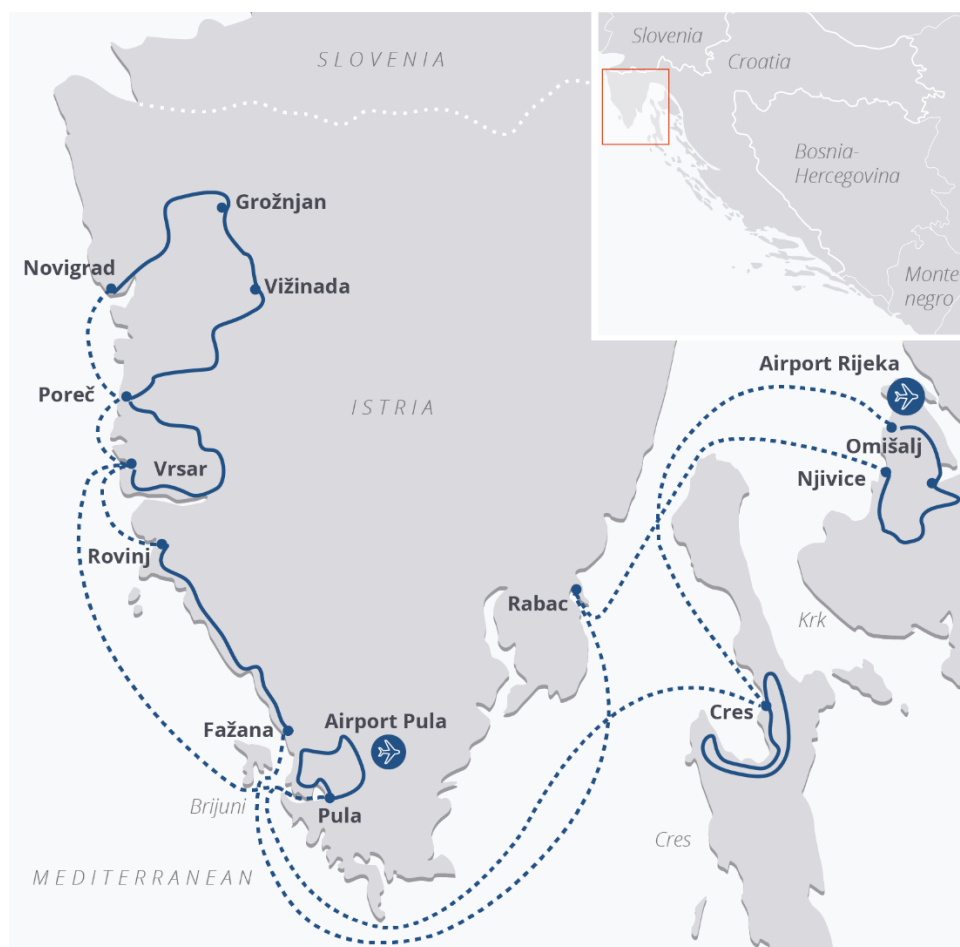 SLOVENIA
Slovenia
Croatia
Bosnia-
Hercegovina
Monte
negro
Grožnjan
Novigrad
Vižinada
Airport Rijeka
Poreč
ISTRIA
Omišalj
Vrsar
Njivice
Rovinj
Rabac
Krk
Fažana
Airport Pula
Cres
Brijuni
Pula
Cres
MEDITERRANEAN